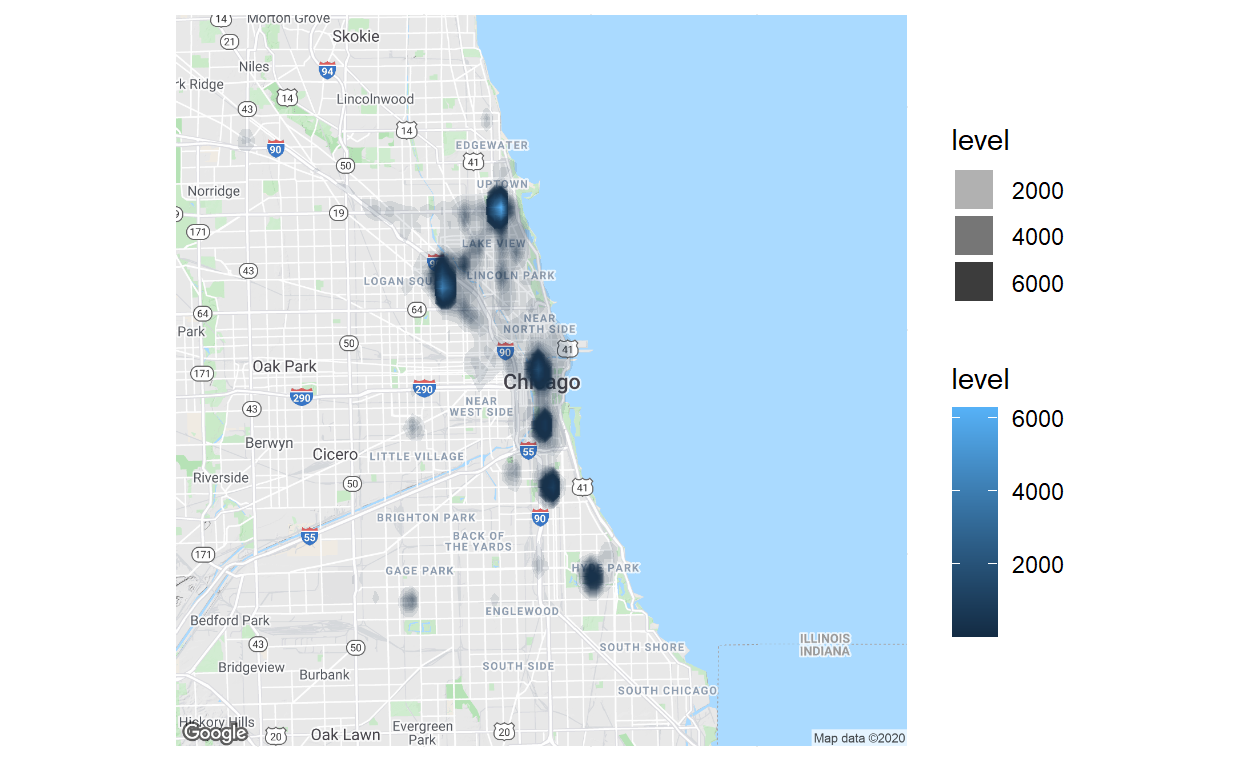 14
Morton Grove
Skokie
21
Niles
94
rk Ridge
14
Lincolnwood
43
14
90
EDGEWATER
41
50
Norridge
UPTOWN
9
19
171
LAKE VIEW
43
LOGAN SQU
LINCOLN PARK
64
64
NEAR
NORTH SIDE
Park
50
90
41
Oak Park
171
Chicago
290
290
43
NEAR
WEST SIDE
Berwyn
Cicero
LITTLE VILLAGE
55
Riverside
50
41
BRIGHTON PARK
90
55
BACK OF
THE YARDS
171
GAGE PARK
HYDE PARK
ENGLEWOOD
Bedford Park
43
50
SOUTH SHORE
ILLINOIS
INDIANA
Bridgeview
Burbank
SOUTH SIDE
SOUTH CHICAGO
Hickory Hills
Google
20
Oak Lawn
Evergreen
Park
20
Map data ©2020
level
2000
4000
6000
level
6000
4000
2000